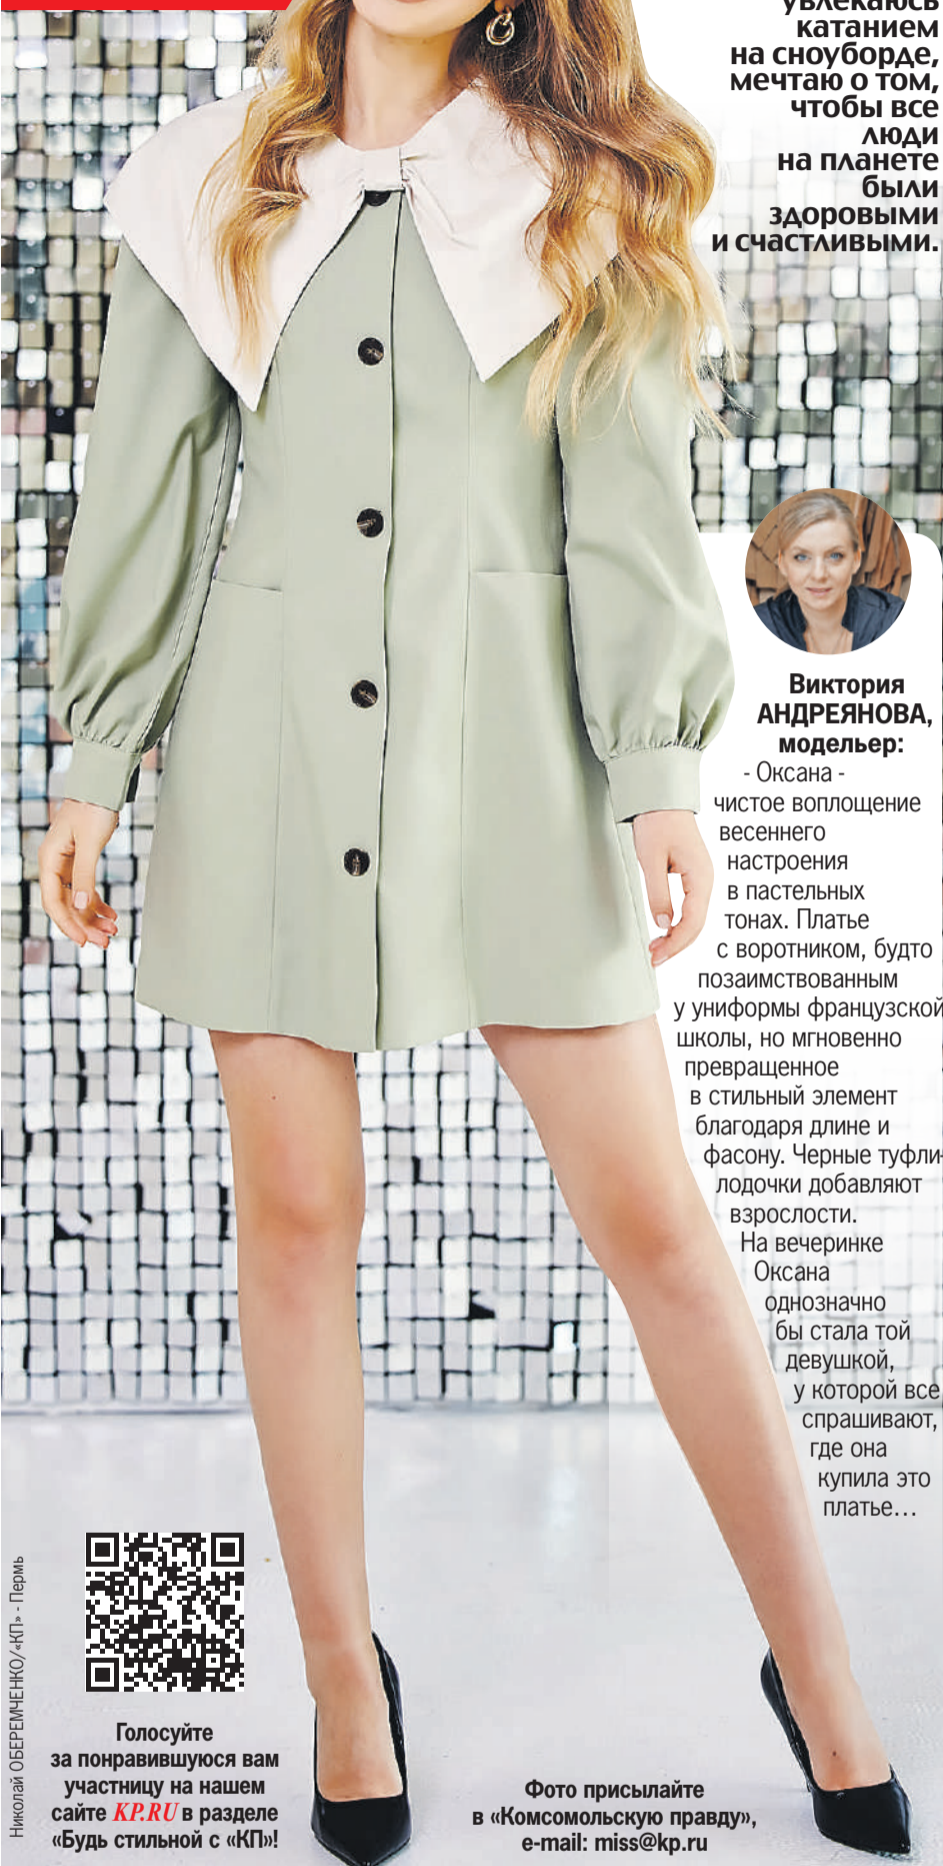 увлекаюсь
катанием
на сноуборде,
мечтаю о том,
чтобы все
люди
на планете
были
здоровыми
и счастливыми.
Виктория
АНДРЕЯНОВА,
модельер:
- Оксана -
чистое воплощение
весеннего
настроения
в пастельных
тонах. Платье
с воротником, будто
позаимствованным
у униформы французской
школы, но мгновенно
превращенное
в стильный элемент
благодаря длине и
фасону. Черные туфли-
лодочки добавляют
взрослости.
На вечеринке
Оксана
однозначно
бы стала той
девушкой,
у которой все
спрашивают,
где она
купила это
платье...
Николай ОБЕРЕМЧЕНКО/«КП» - Пермь
Голосуйте
за понравившуюся вам
участницу на нашем
сайте KP.RU в разделе
«Будь стильной с «КП»!
Фото присылайте
в «Комсомольскую правду»,
e-mail: miss@kp.ru